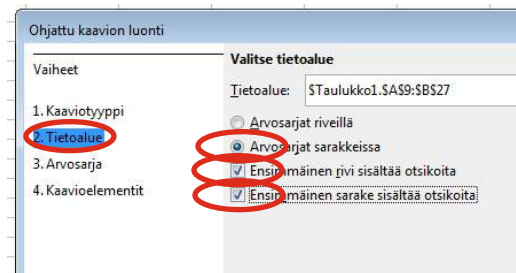 Ohjattu kaavion luonti
Vaiheet
1. Kaaviotyyppi
2. Tietoalue
3. Arvosarja
4. Kaavioelementit
Valitse tietoalue
Tietoalue: $Taulukko1.$A$9:$B$27
Arvosarjat riveillä
Arvosarjat sarakkeissa
Ensimmäinen rivi sisältää otsikoita
Ensimmäinen sarake sisältää otsikoita